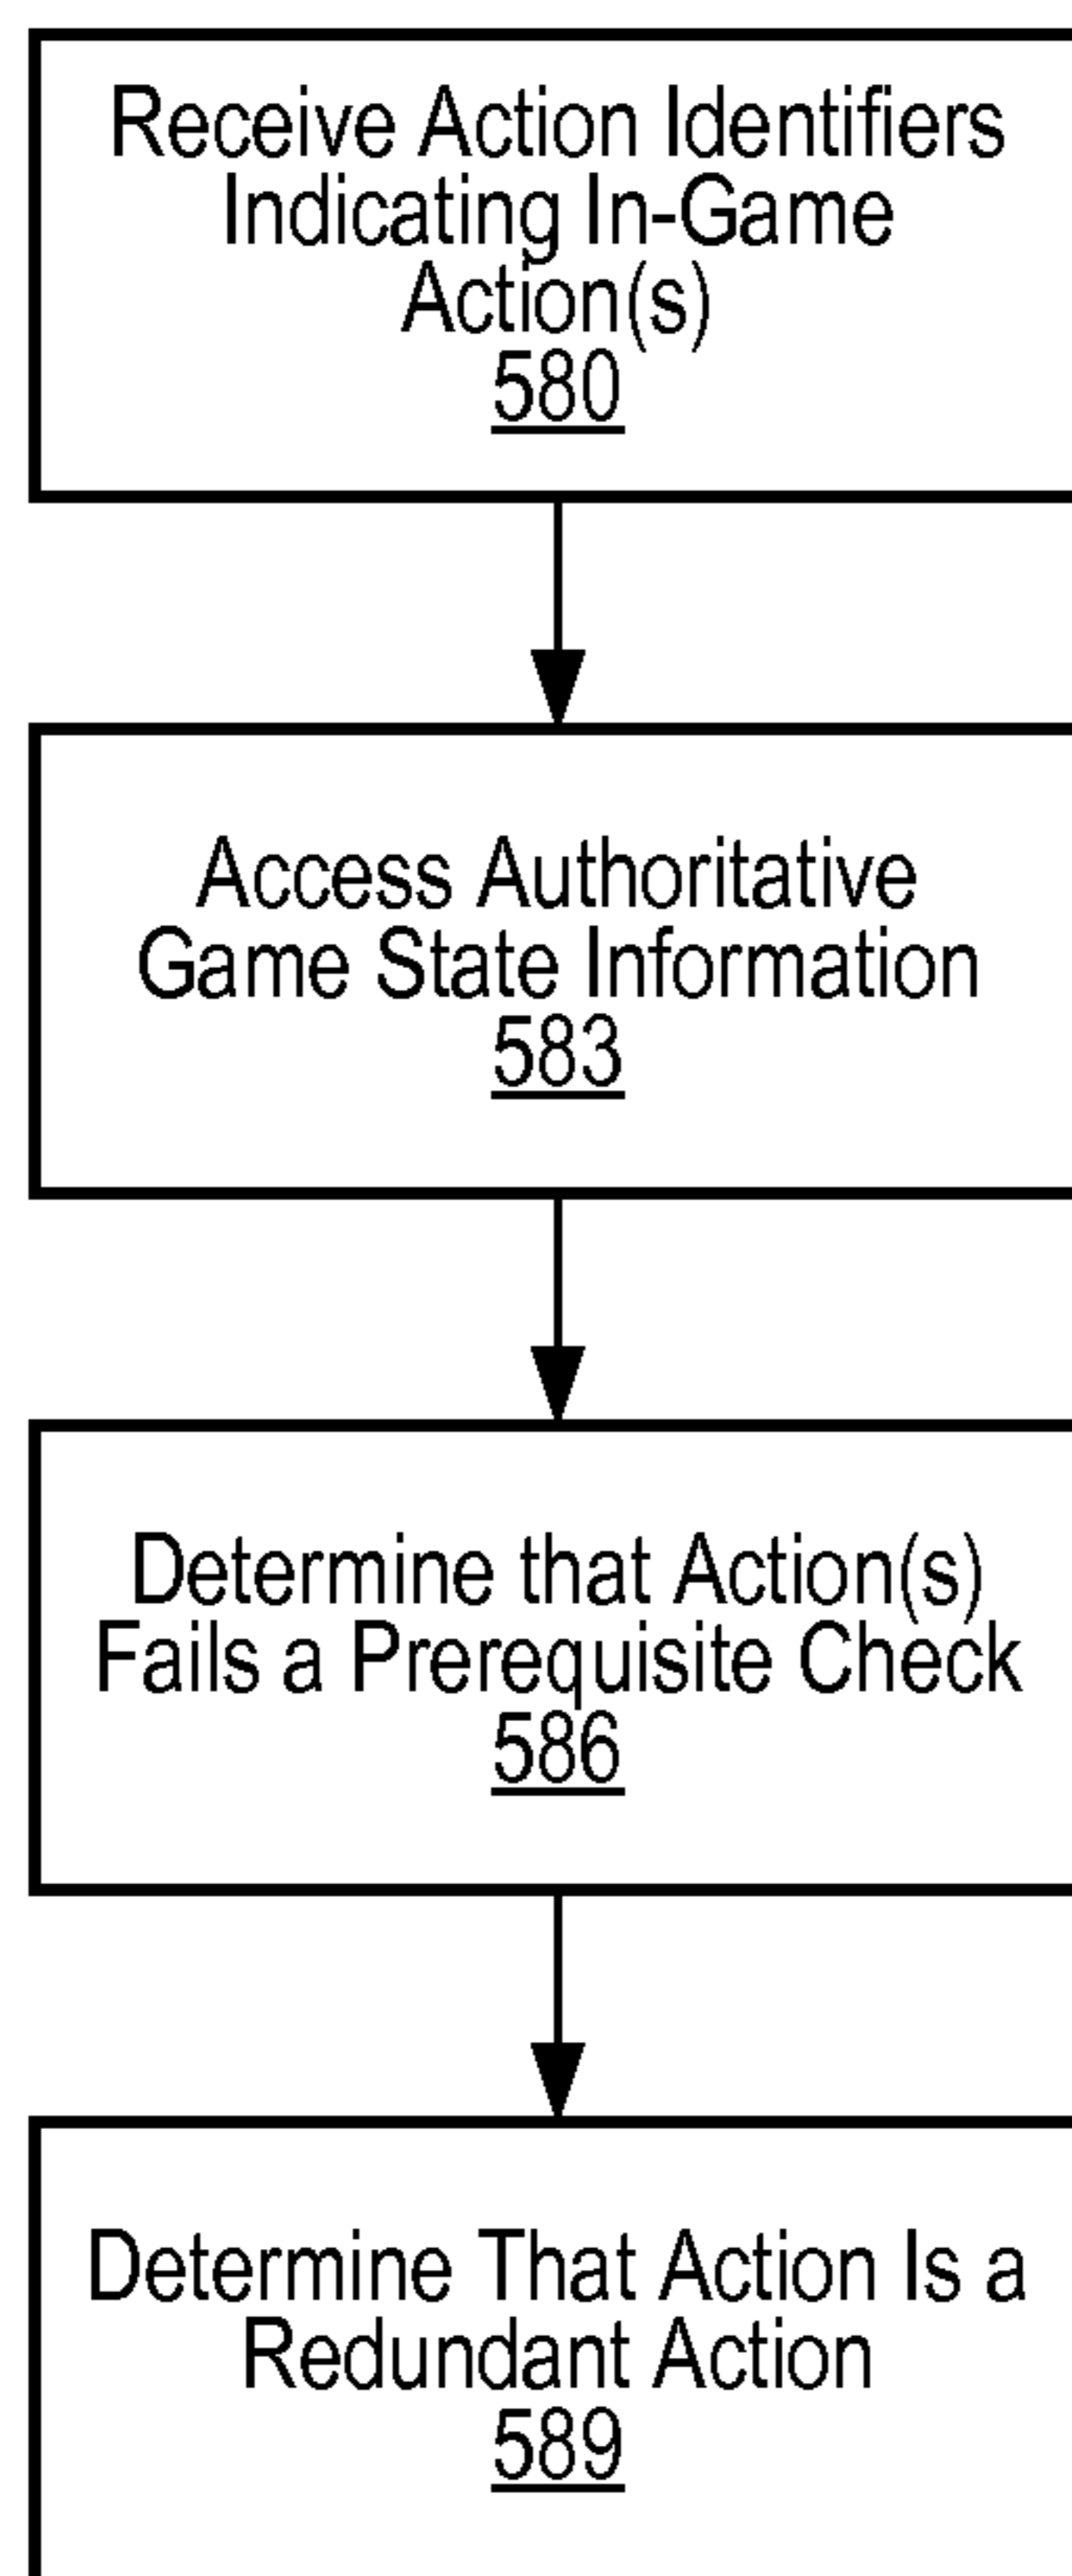 Receive Action Identifiers
Indicating In-Game
Action(s)
580
Access Authoritative
Game State Information
583
Determine that Action(s)
Fails a Prerequisite Check
586
Determine That Action Is a
Redundant Action
589